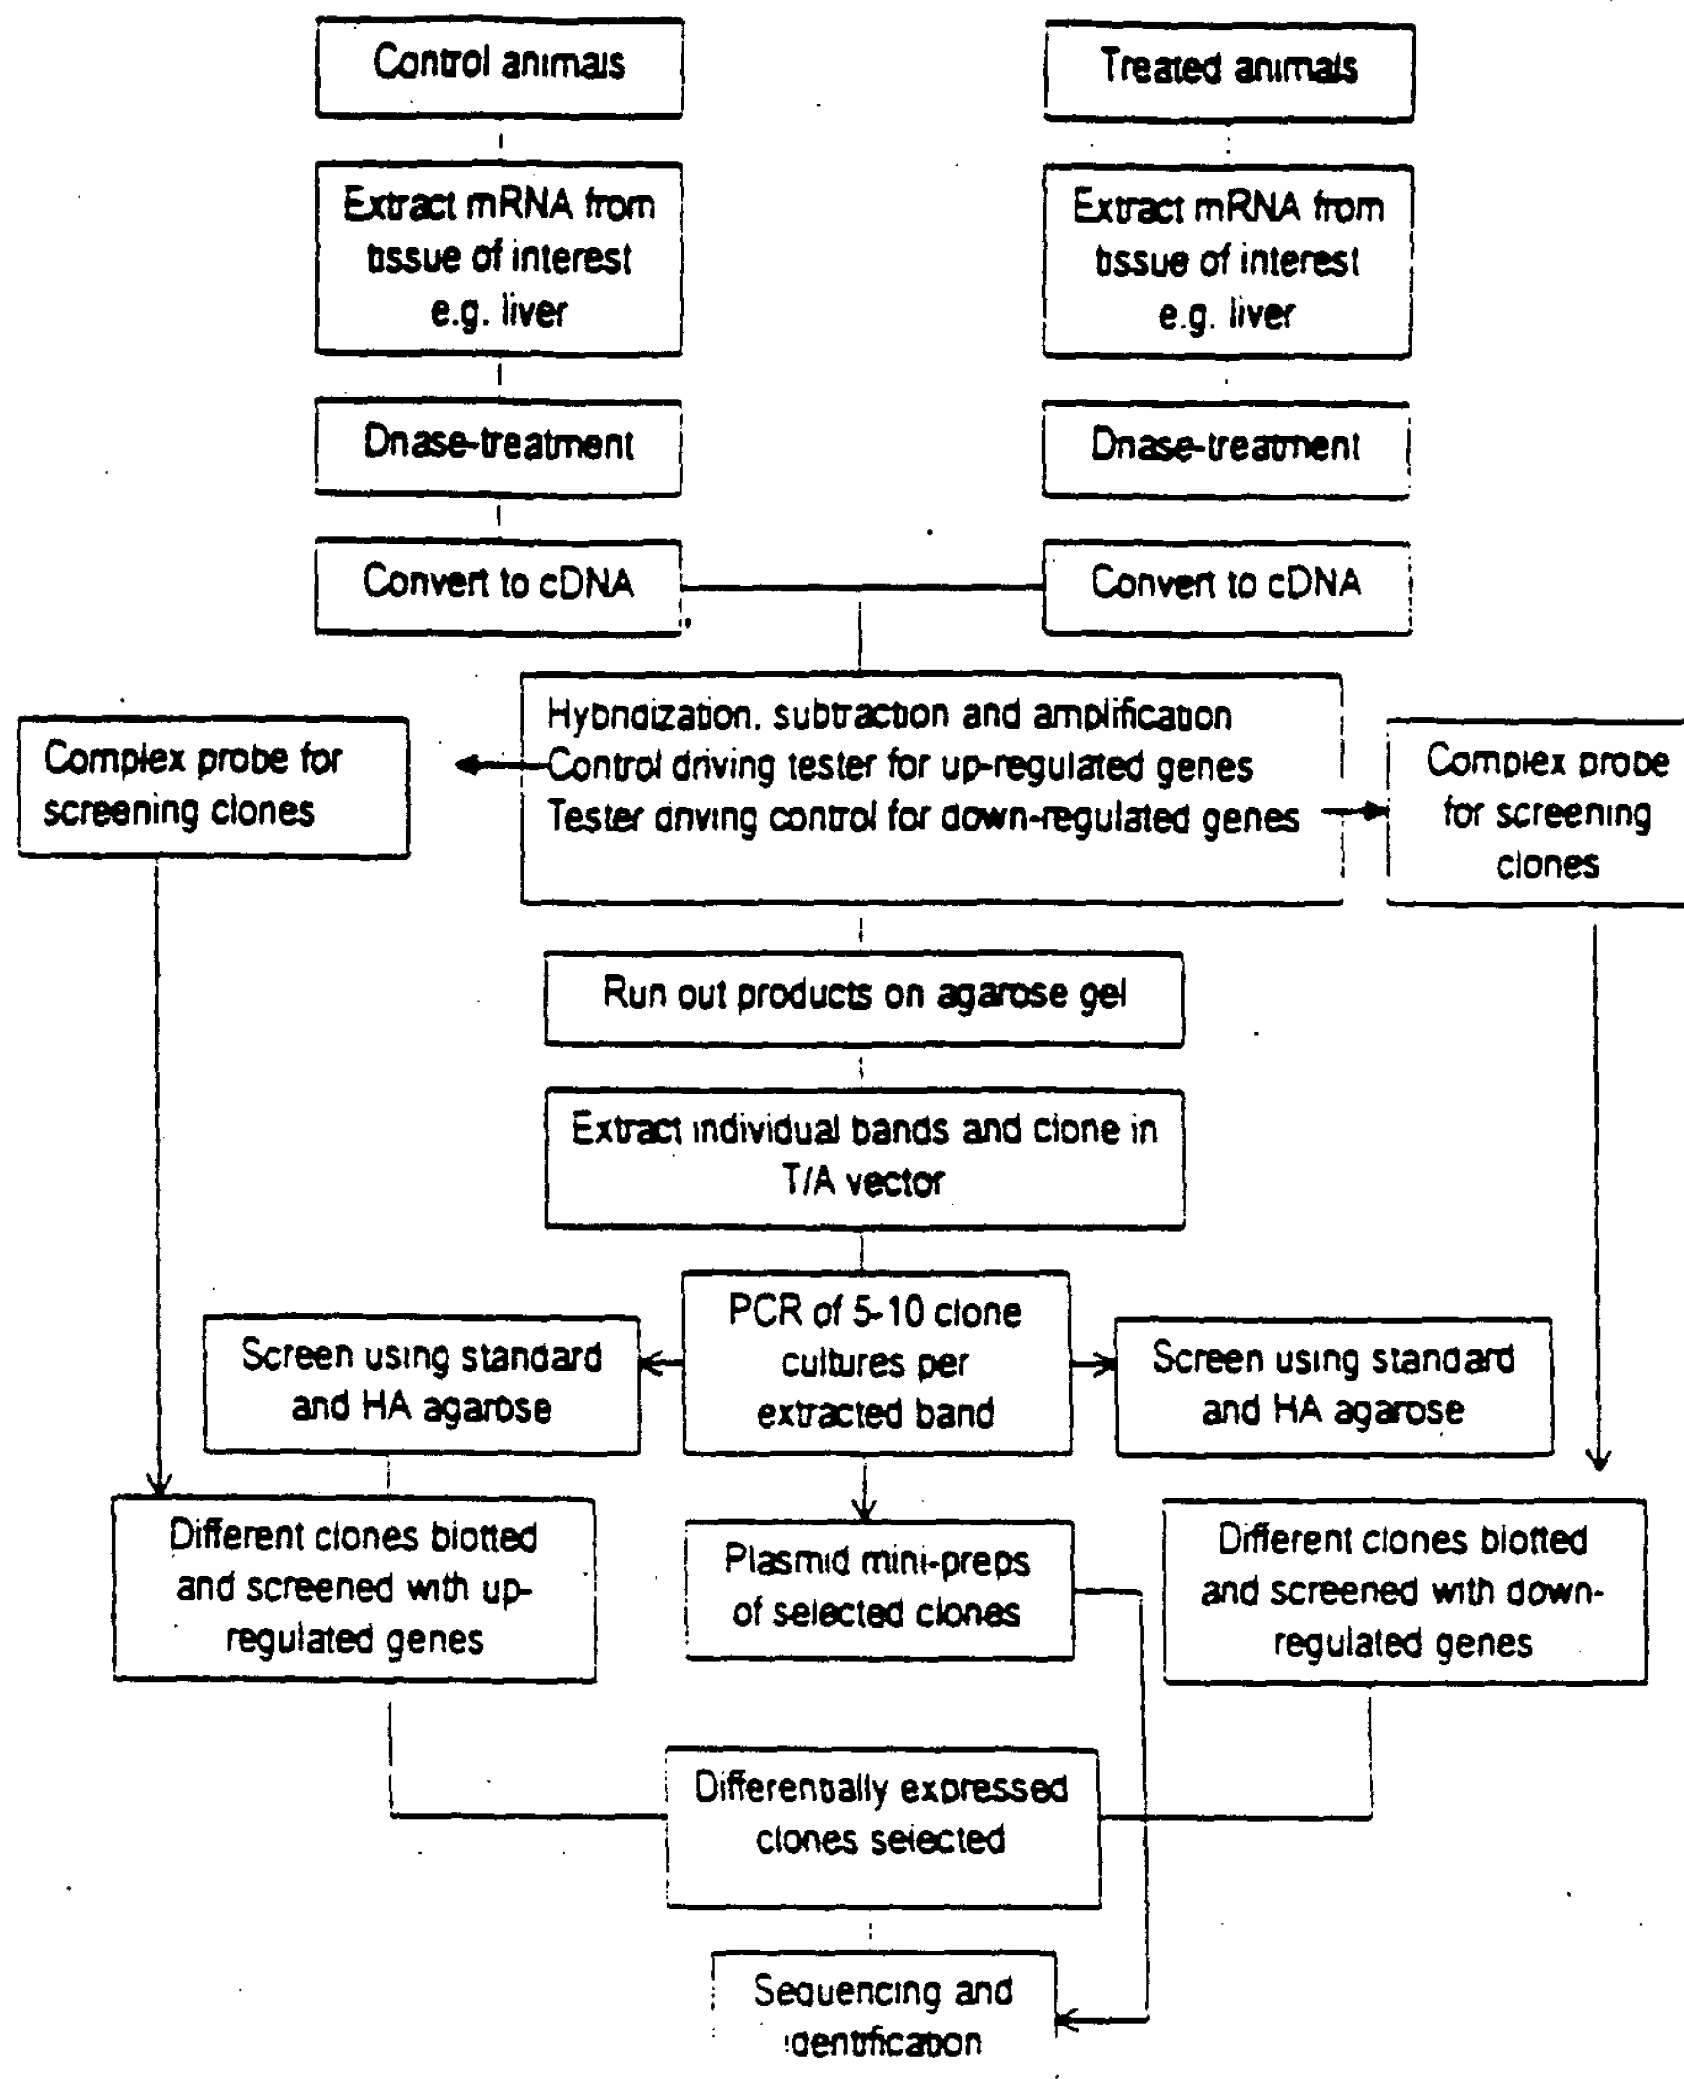 Control animals
Treated animals
Extract mRNA from
tissue of interest
e.g. liver
Extract mRNA from
tissue of interest
e.g. liver
Dnase-treatment
Dnase-treatment
Convert to cDNA
Convert to cDNA
Hybridization, subtraction and amplification
Control driving tester for up-regulated genes
Tester driving control for down-regulated genes
Complex probe for
screening clones
Complex probe
for screening
clones
Run out products on agarose gel
Extract individual bands and clone in
T/A vector
PCR of 5-10 clone
cultures per
extracted band
Screen using standard
and HA agarose
Screen using standard
and HA agarose
Different clones blotted
and screened with up-
regulated genes
Plasmid mini-preps
of selected clones
Different clones blotted
and screened with down-
regulated genes
Differentially expressed
clones selected
Sequencing and
identification